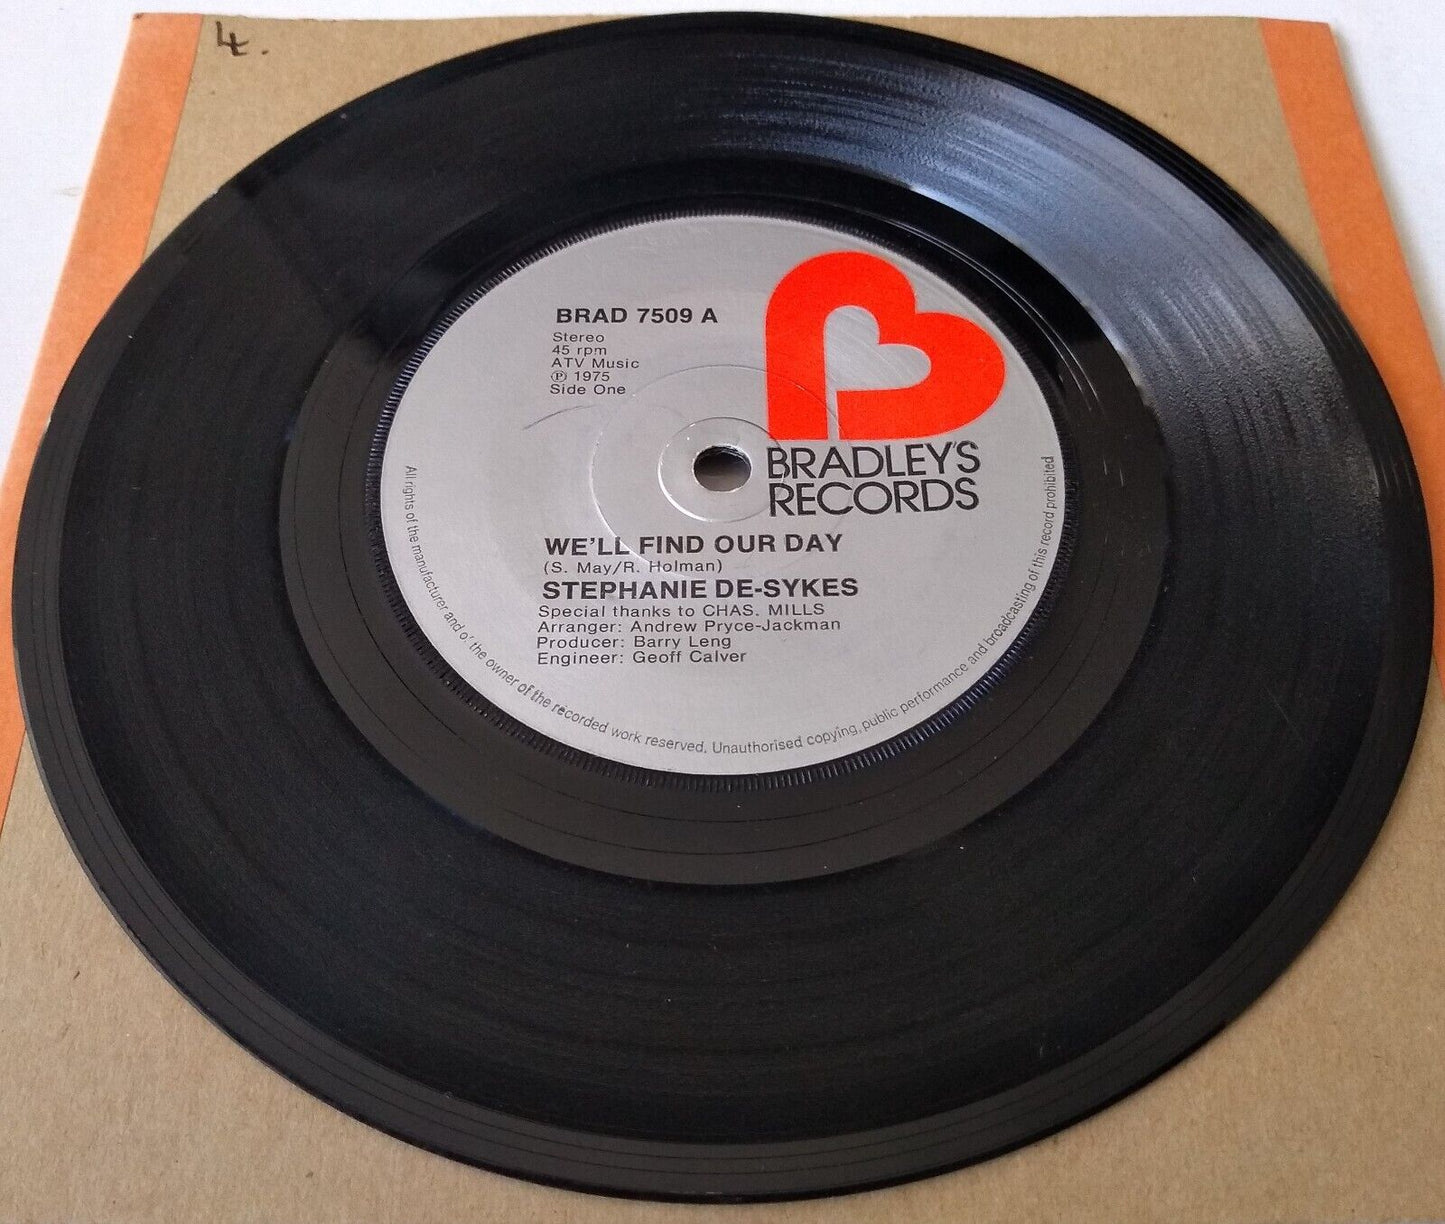 4.
BRAD 7509 A
Stereo
45 rpm
ATV Music
℗ 1975
Side One
BRADLEY'S
RECORDS
WE'LL FIND OUR DAY
(S. May/R. Holman)
STEPHANIE DE-SYKES
Special thanks to CHAS. MILLS
Arranger: Andrew Pryce-Jackman
Producer: Barry Leng
Engineer: Geoff Calver
All rights of the manufacturer and of the owner of the recorded work reserved. Unauthorised copying, public performance and broadcasting of this record prohibited